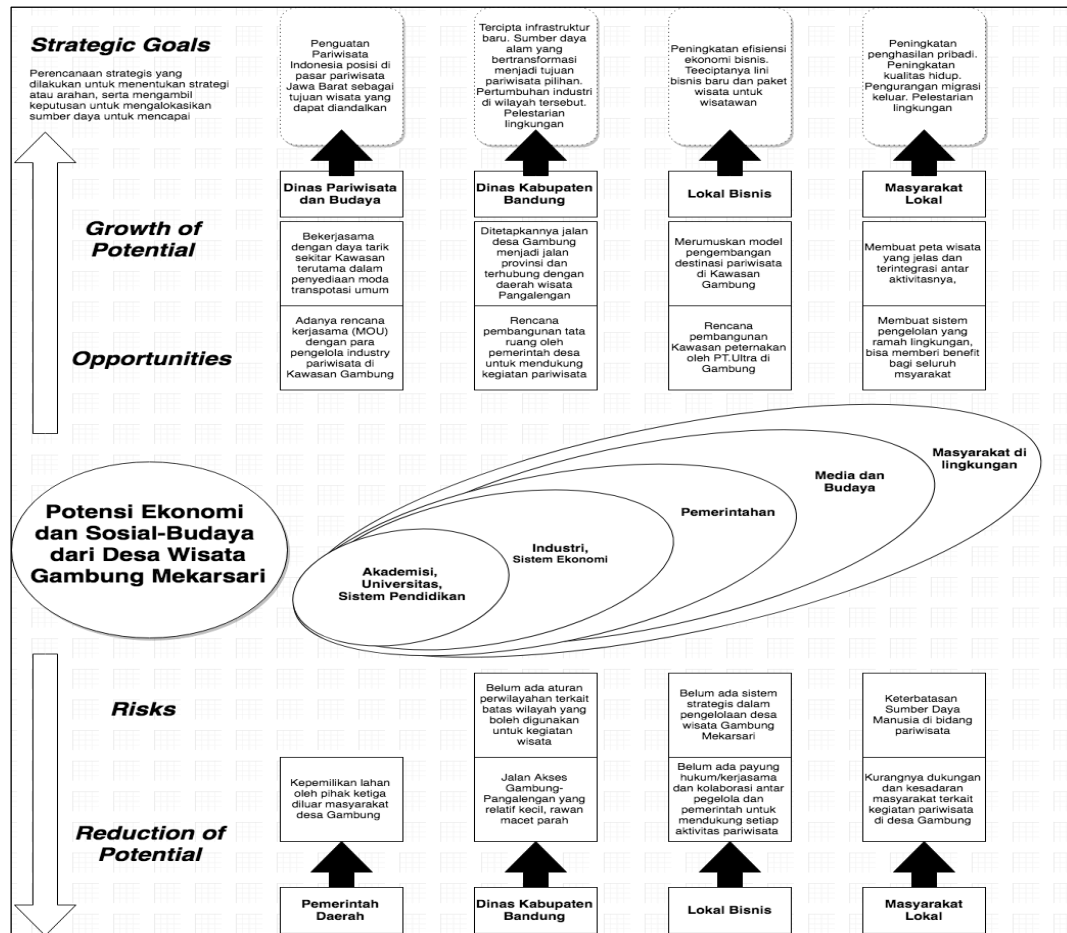 Strategic Goals
Perencanaan strategis yang
dilakukan untuk menentukan strategi
atau arahan, serta mengambil
keputusan untuk mengalokasikan
sumber daya untuk mencapai
Penguatan
Pariwisata
Indonesia posisi di
pasar pariwisata
Jawa Barat sebagai
tujuan wisata yang
dapat diandalkan
Tercipta infrastruktur
baru. Sumber daya
alam yang
bertransformasi
menjadi tujuan
pariwisata pilihan.
Pertumbuhan industri
di wilayah tersebut.
Pelestarian
lingkungan
Peningkatan efisiensi
ekonomi bisnis.
Teeciptanya lini
bisnis baru dan paket
wisata untuk
wisatawan
Peningkatan
penghasilan pribadi.
Peningkatan
kualitas hidup.
Pengurangan migrasi
keluar. Pelestarian
lingkungan
Dinas Pariwisata
dan Budaya
Dinas Kabupaten
Bandung
Lokal Bisnis
Masyarakat
Lokal
Growth of
Potential
Bekerjasama
dengan daya tarik
sekitar Kawasan
terutama dalam
penyediaan moda
transpotasi umum
Ditetapkannya jalan
desa Gambung
menjadi jalan
provinsi dan
terhubung dengan
daerah wisata
Pangalengan
Merumuskan model
pengembangan
destinasi pariwisata
di Kawasan
Gambung
Membuat peta wisata
yang jelas dan
terintegrasi antar
aktivitasnya,
Opportunities
Adanya rencana
kerjasama (MOU)
dengan para
pengelola industry
pariwisata di
Kawasan Gambung
Rencana
pembangunan tata
ruang oleh
pemerintah desa
untuk mendukung
kegiatan pariwisata
Rencana
pembangunan
Kawasan peternakan
oleh PT.Ultra di
Gambung
Membuat sistem
pengelolan yang
ramah lingkungan,
bisa memberi benefit
bagi seluruh
msyarakat
Potensi Ekonomi
dan Sosial-Budaya
dari Desa Wisata
Gambung Mekarsari
Akademisi,
Universitas,
Sistem Pendidikan
Industri,
Sistem Ekonomi
Pemerintahan
Media dan
Budaya
Masyarakat di
lingkungan
Risks
Belum ada aturan
perwilayahan terkait
batas wilayah yang
boleh digunakan
untuk kegiatan
wisata
Belum ada sistem
strategis dalam
pengelolaan desa
wisata Gambung
Mekarsari
Keterbatasan
Sumber Daya
Manusia di bidang
pariwisata
Reduction of
Potential
Kepemilikan lahan
oleh pihak ketiga
diluar masyarakat
desa Gambung
Jalan Akses
Gambung-
Pangalengan yang
relatif kecil, rawan
macet parah
Belum ada payung
hukum/kerjasama
dan kolaborasi antar
pegelola dan
pemerintah untuk
mendukung setiap
aktivitas pariwisata
Kurangnya dukungan
dan kesadaran
masyarakat terkait
kegiatan pariwisata
di desa Gambung
Pemerintah
Daerah
Dinas Kabupaten
Bandung
Lokal Bisnis
Masyarakat
Lokal